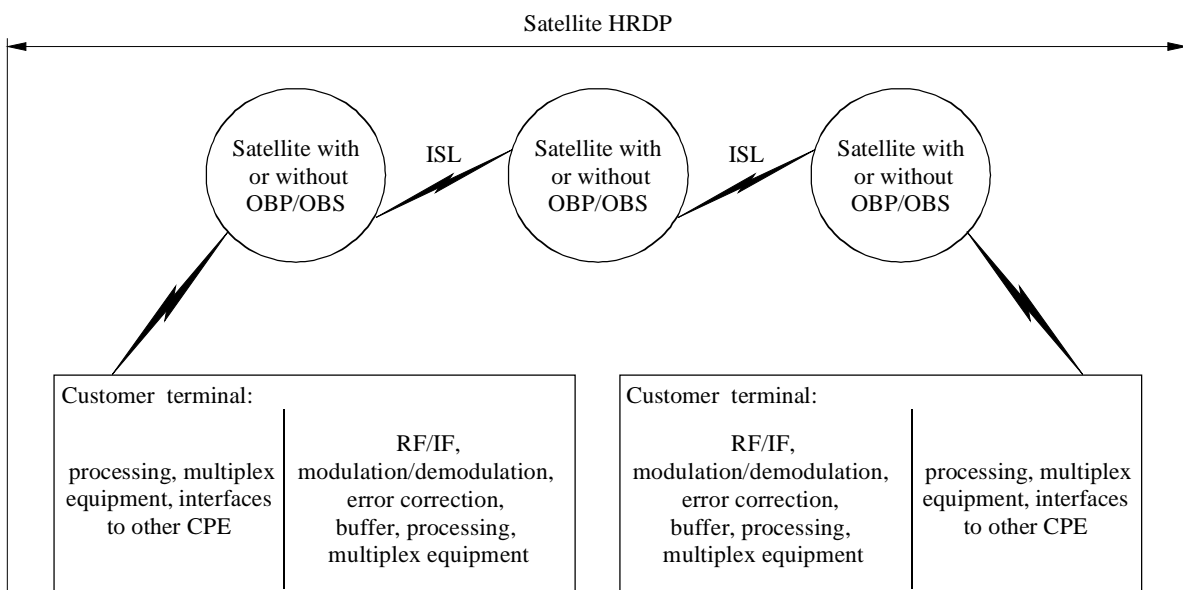 Satellite HRDP
Satellite with
or without
OBP/OBS
ISL
Satellite with
or without
OBP/OBS
ISL
Satellite with
or without
OBP/OBS
Customer terminal:
processing, multiplex
equipment, interfaces
to other CPE
RF/IF,
modulation/demodulation,
error correction,
buffer, processing,
multiplex equipment
Customer terminal:
RF/IF,
modulation/demodulation,
error correction,
buffer, processing,
multiplex equipment
processing, multiplex
equipment, interfaces
to other CPE